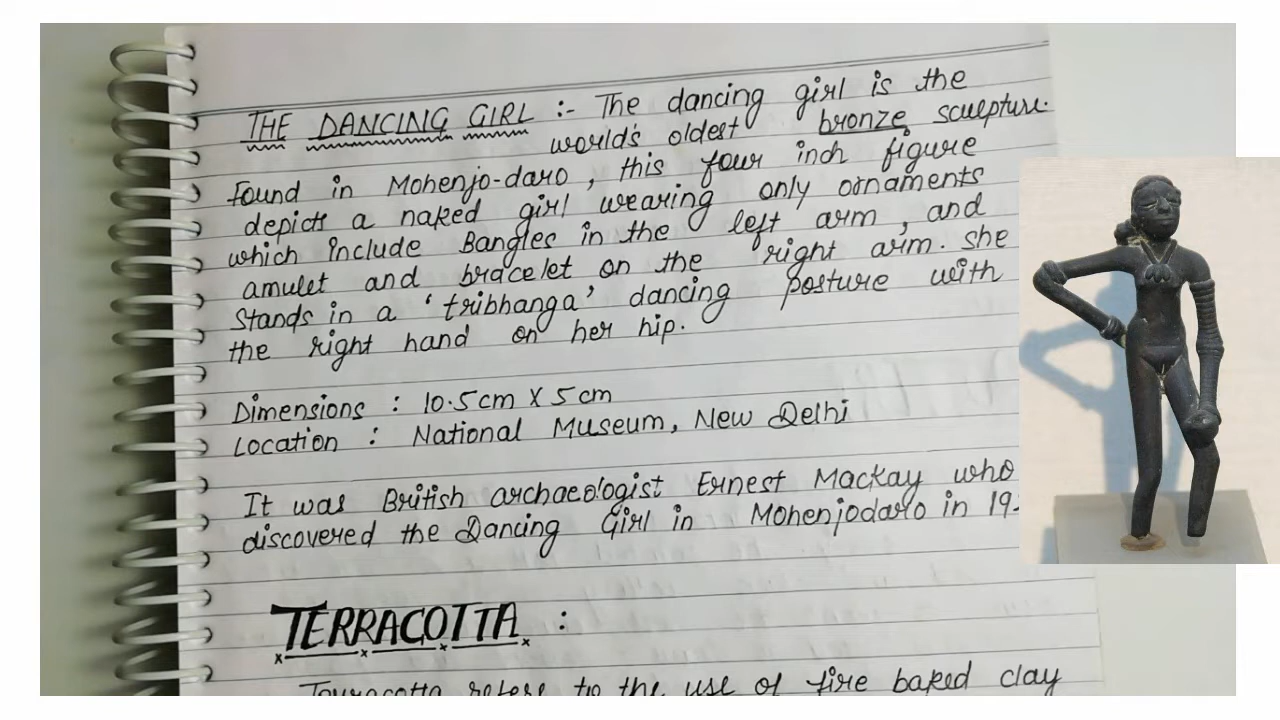 THE DANCING GIRL :- The dancing girl is the
world's oldest bronze sculpture.
found in Mohenjo-daro, this four inch figure
depicts a naked girl wearing only ornaments
which include Bangles in the left arm, and
amulet and bracelet on the right arm. She
stands in a 'tribhanga' dancing posture with
the right hand on her hip.
Dimensions : 10.5cm X 5cm
Location : National Museum, New Delhi
It was British archaeologist Ernest Mackay who
discovered the Dancing Girl in Mohenjodaro in
TERRACOTTA :
Terracotta refers to the use of fire baked clay